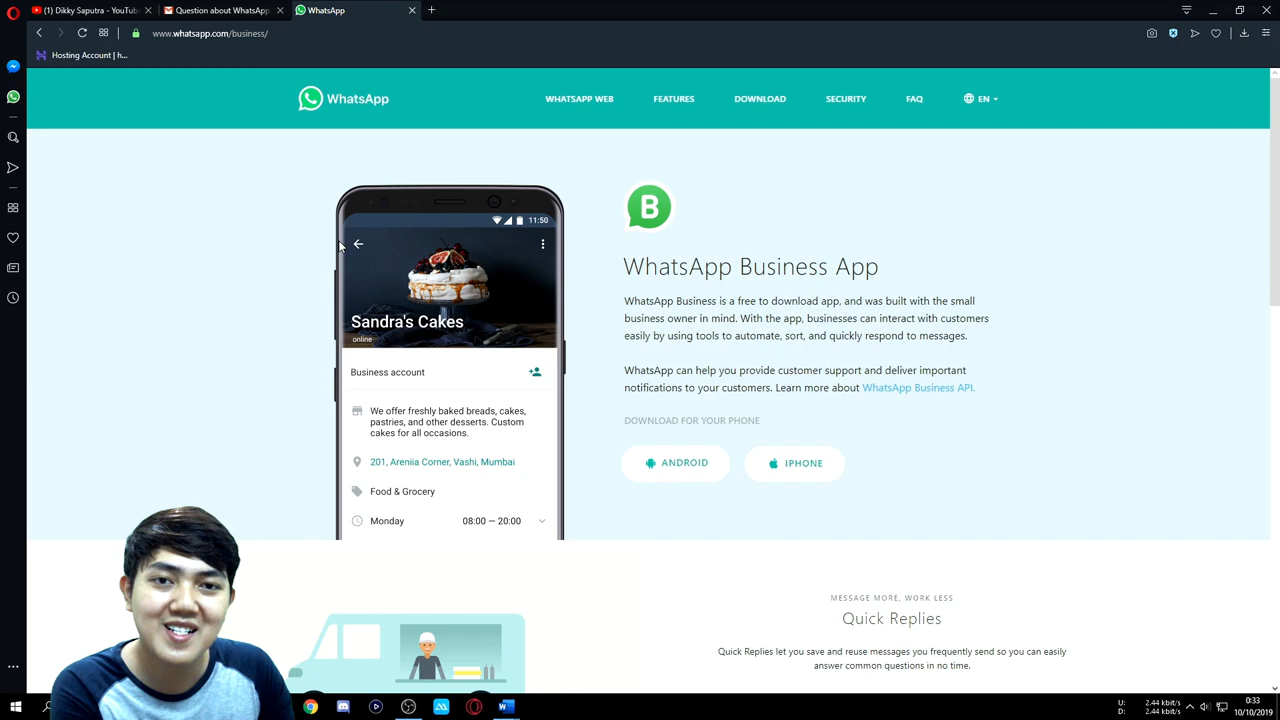 (1) Dikky Saputra - YouTube
Question about WhatsApp
WhatsApp
www.whatsapp.com/business/
Hosting Account | h...
WhatsApp
WHATSAPP WEB
FEATURES
DOWNLOAD
SECURITY
FAQ
EN
11:50
Sandra's Cakes
online
Business account
We offer freshly baked breads, cakes,
pastries, and other desserts. Custom
cakes for all occasions.
201, Areniia Corner, Vashi, Mumbai
Food & Grocery
Monday 08:00 — 20:00
B
WhatsApp Business App
WhatsApp Business is a free to download app, and was built with the small
business owner in mind. With the app, businesses can interact with customers
easily by using tools to automate, sort, and quickly respond to messages.
WhatsApp can help you provide customer support and deliver important
notifications to your customers. Learn more about WhatsApp Business API.
DOWNLOAD FOR YOUR PHONE
ANDROID
IPHONE
MESSAGE MORE, WORK LESS
Quick Replies
Quick Replies let you save and reuse messages you frequently send so you can easily
answer common questions in no time.
U: 2.44 kbit/s
D: 2.44 kbit/s
0:33
10/10/2019